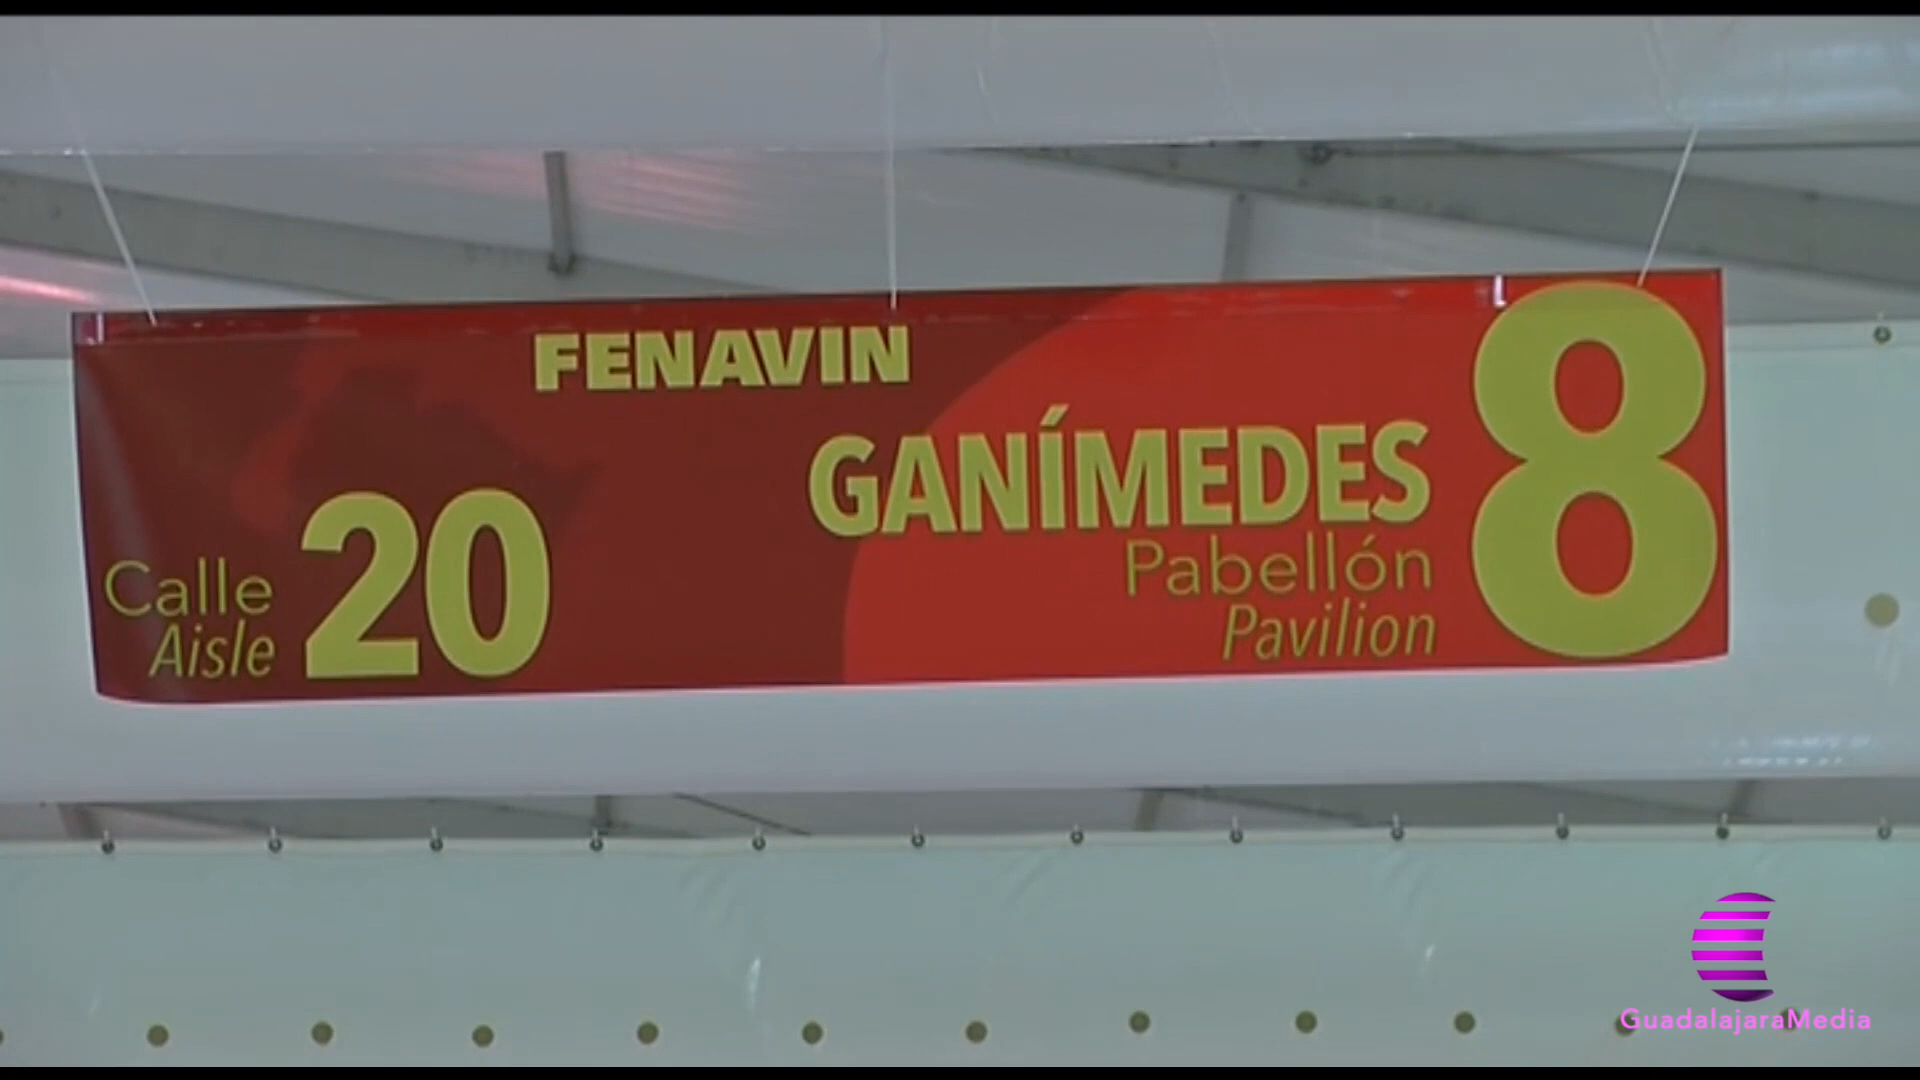 FENAVIN
GANÍMEDES
8
Pabellón
Pavilion
Calle
Aisle
20
GuadalajaraMedia